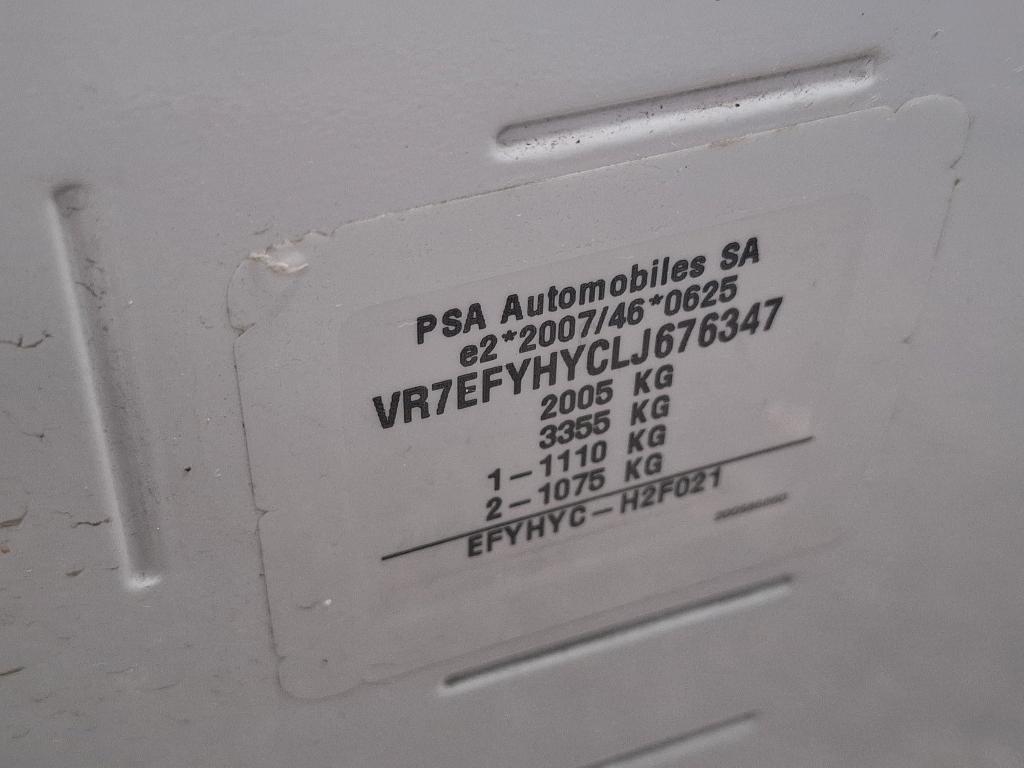 PSA Automobiles SA
e2*2007/46*0625
VR7EFYHYCLJ676347
2005 KG
3355 KG
1-1110 KG
2-1075 KG
EFYHYC-H2F021